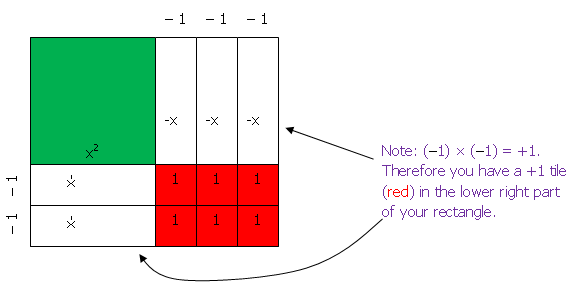 − 1 − 1 − 1
-x -x -x
x²
− 1 -x 1 1 1
− 1 -x 1 1 1
Note: (−1) × (−1) = +1.
Therefore you have a +1 tile
(red) in the lower right part
of your rectangle.